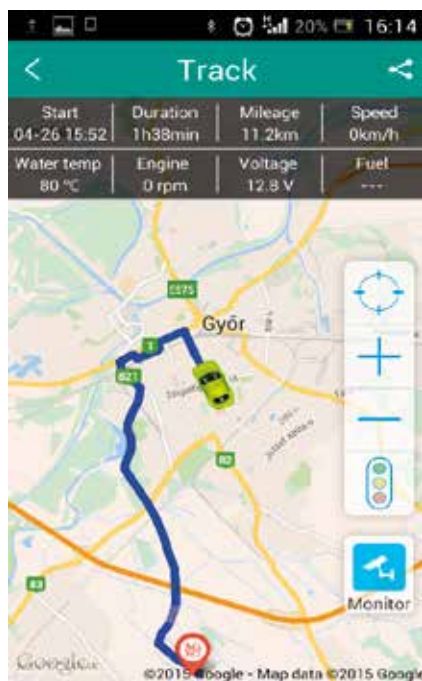 20% 16:14
Track
Start Duration Mileage Speed
04-26 15:52 1h38min 11.2km 0km/h
Water temp Engine Voltage Fuel
80 ℃ 0 rpm 12.8 V ---
E575
Győr
1
821
82
83
Monitor
Google
©2015 Google - Map data ©2015 Google